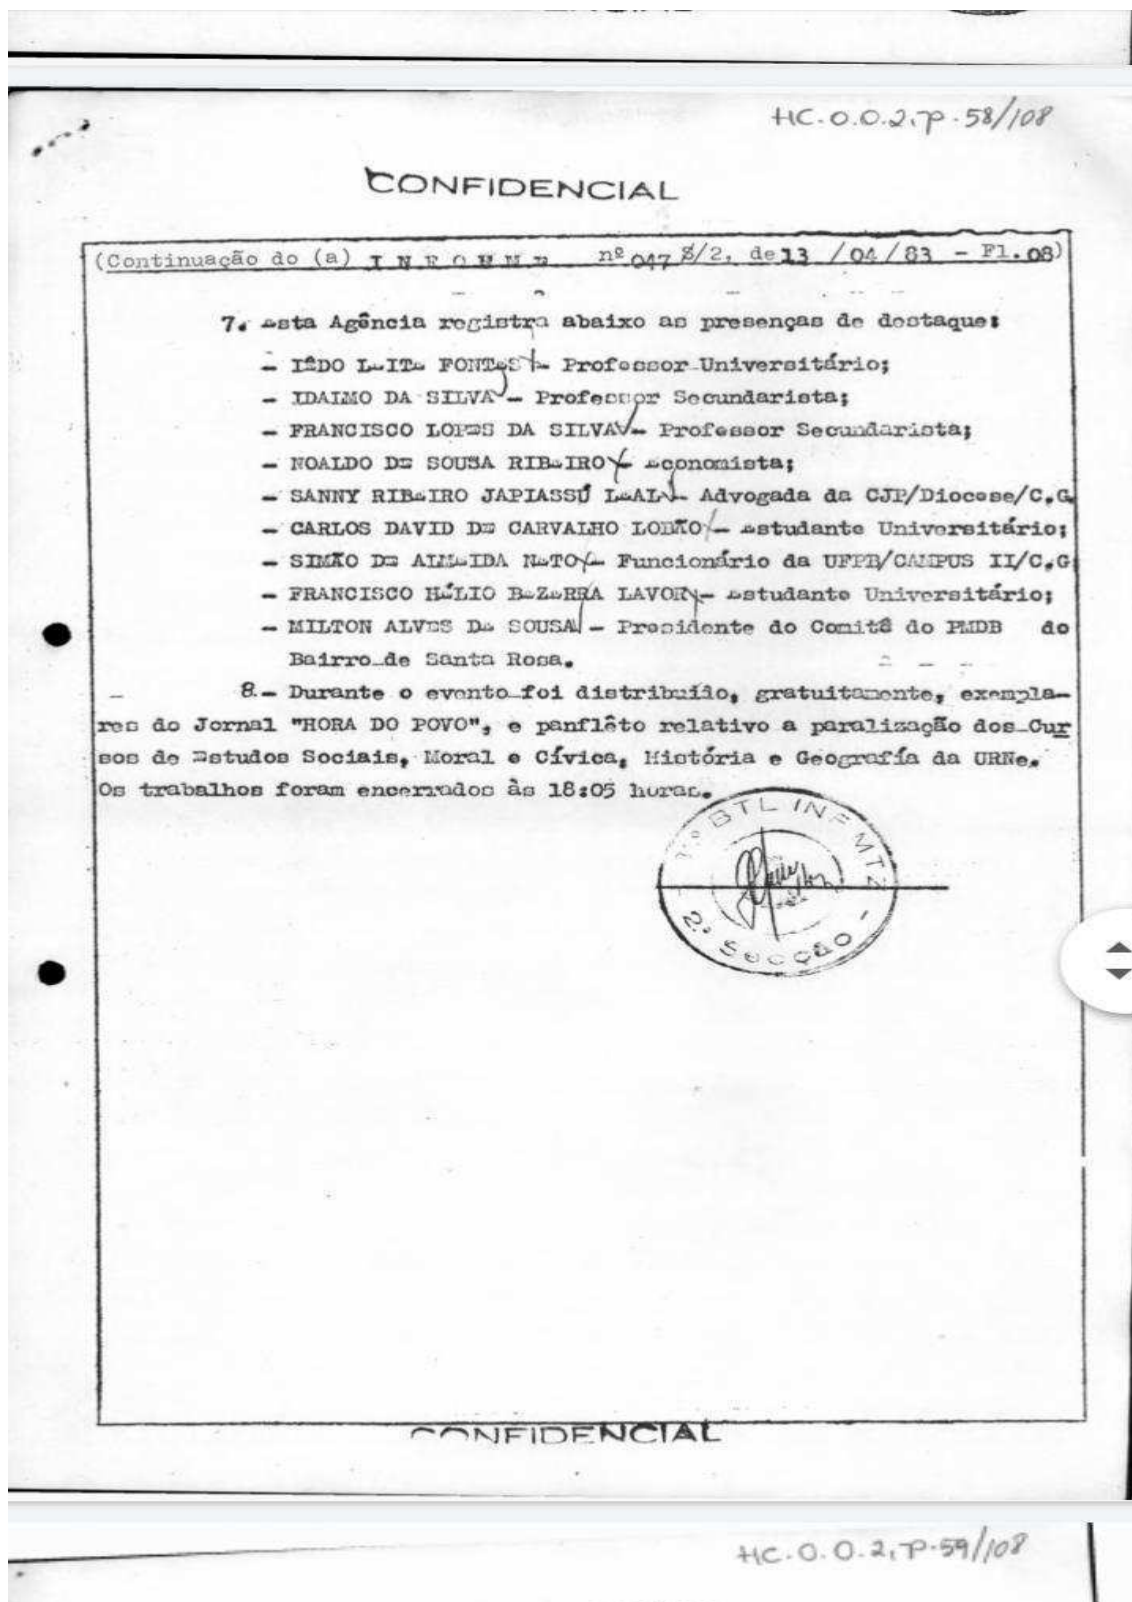 HC.0.0.2,P.58/108
CONFIDENCIAL
(Continuação do (a) INFORME nº 047 S/2, de 13 /04/83 - Fl.08)
7. Esta Agência registra abaixo as presenças de destaque:
- IÊDO LEITE FONTES - Professor Universitário;
- IDALMO DA SILVA - Professor Secundarista;
- FRANCISCO LOPES DA SILVA - Professor Secundarista;
- NOALDO DE SOUSA RIBEIRO - Economista;
- SANNY RIBEIRO JAPIASSÚ LEAL - Advogada da CJP/Diocese/C.G.
- CARLOS DAVID DE CARVALHO LOBÃO - Estudante Universitário;
- SIMÃO DE ALMEIDA NETO - Funcionário da UFPB/CAMPUS II/C.G
- FRANCISCO HÉLIO BEZERRA LAVOR - Estudante Universitário;
- MILTON ALVES DE SOUSA - Presidente do Comitê do PMDB do
Bairro de Santa Rosa.
8.- Durante o evento foi distribuíío, gratuitamente, exempla-
res do Jornal "HORA DO POVO", e panflêto relativo a paralização dos Cur
sos de Estudos Sociais, Moral e Cívica, História e Geografía da URNe.
Os trabalhos foram encerrados às 18:05 horas.
BTL INF MTZ
2ª Secção
CONFIDENCIAL
HC.0.0.2,P.59/108